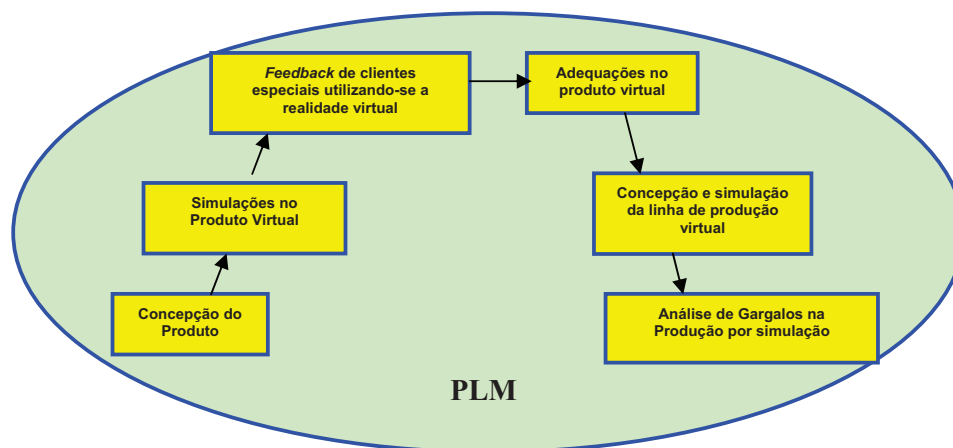 Feedback de clientes
especiais utilizando-se a
realidade virtual
Adequações no
produto virtual
Simulações no
Produto Virtual
Concepção e simulação
da linha de produção
virtual
Concepção do
Produto
Análise de Gargalos na
Produção por simulação
PLM